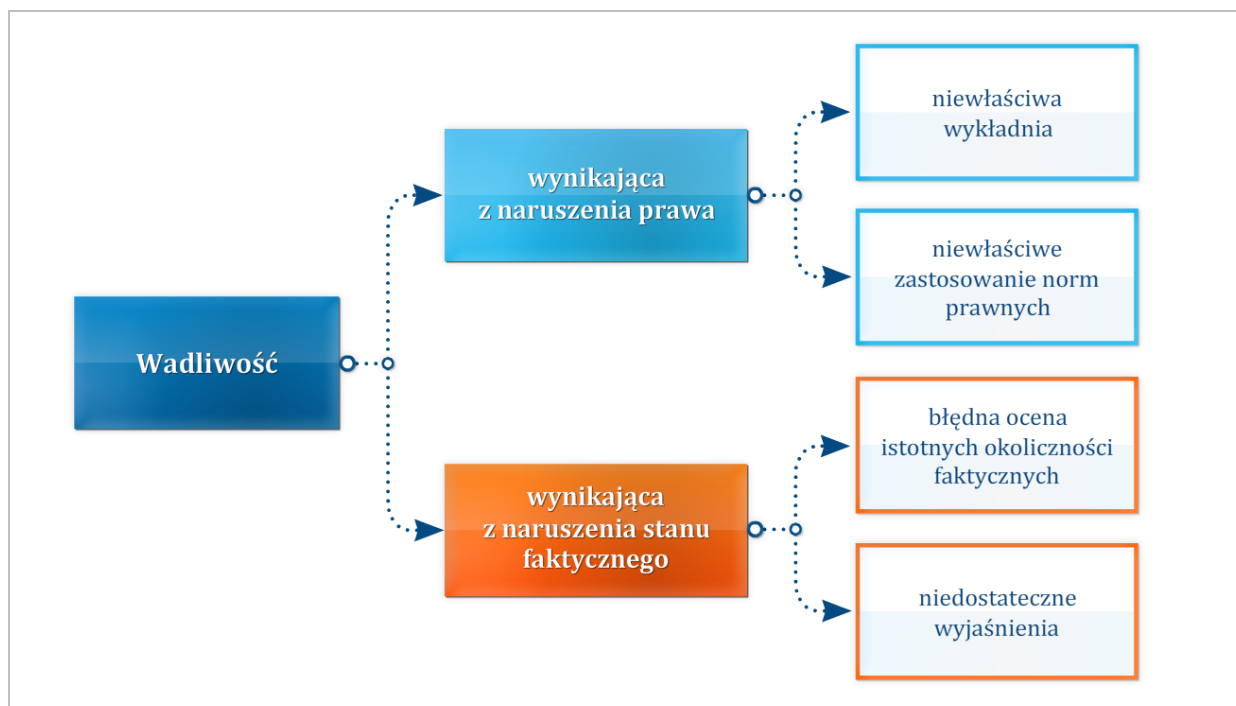 Wadliwość
wynikająca
z naruszenia prawa
niewłaściwa
wykładnia
niewłaściwe
zastosowanie norm
prawnych
wynikająca
z naruszenia stanu
faktycznego
błędna ocena
istotnych okoliczności
faktycznych
niedostateczne
wyjaśnienia